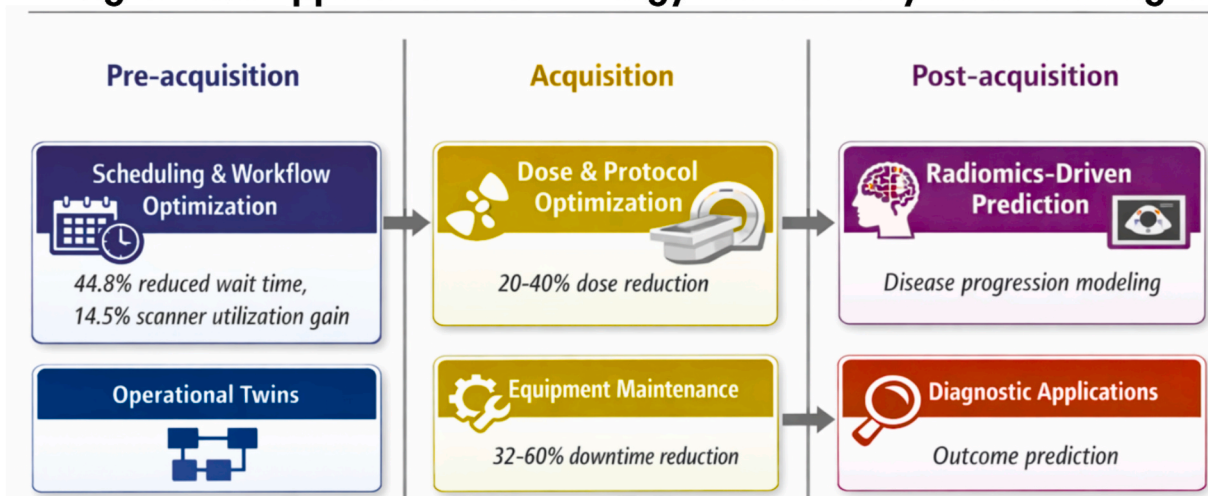 Pre-acquisition
Acquisition
Post-acquisition
Scheduling & Workflow
Optimization
44.8% reduced wait time,
14.5% scanner utilization gain
Dose & Protocol
Optimization
20-40% dose reduction
Radiomics-Driven
Prediction
Disease progression modeling
Operational Twins
Equipment Maintenance
32-60% downtime reduction
Diagnostic Applications
Outcome prediction